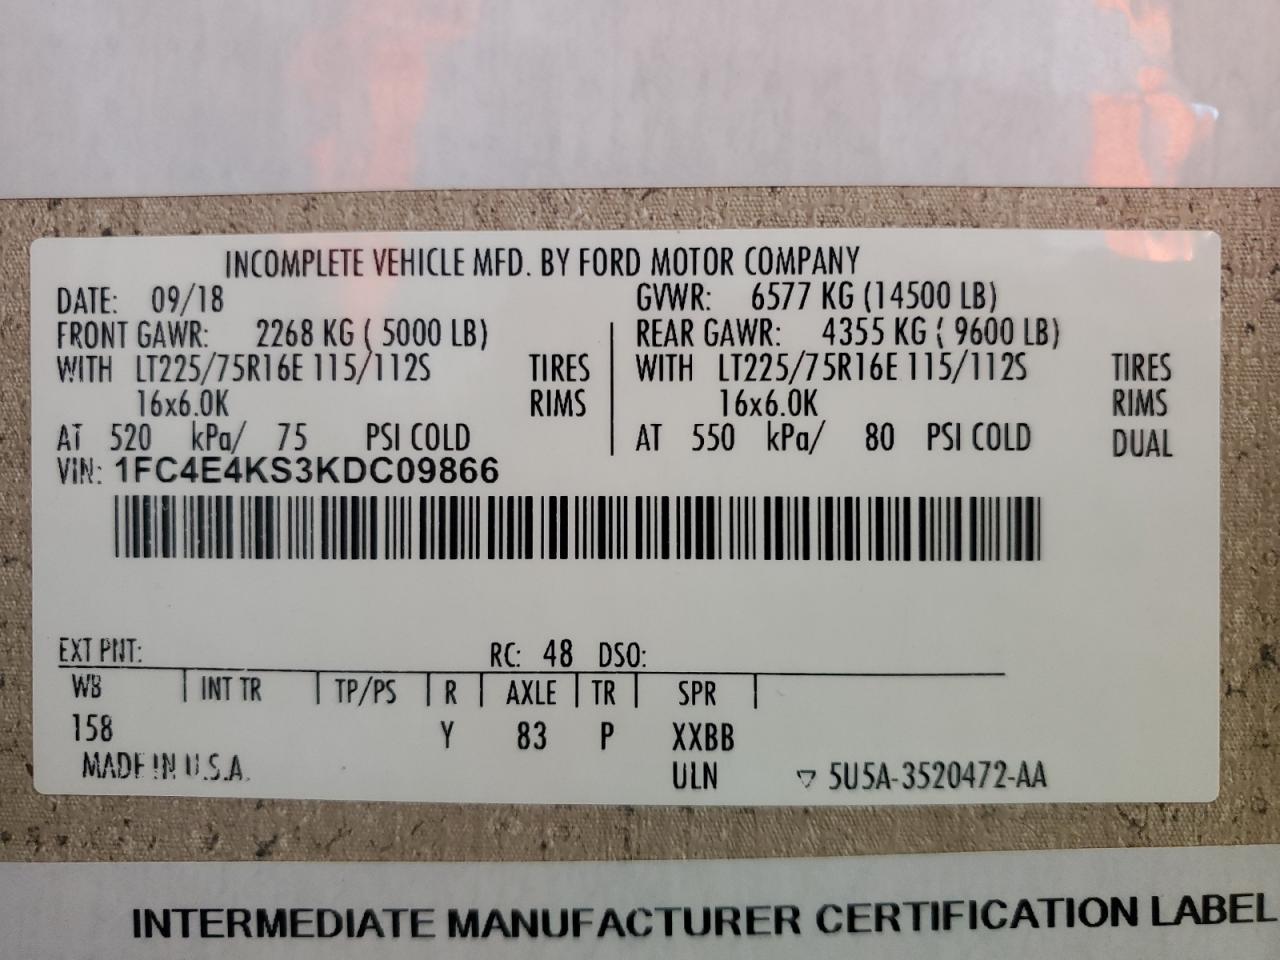 INCOMPLETE VEHICLE MFD. BY FORD MOTOR COMPANY
DATE: 09/18 GVWR: 6577 KG (14500 LB)
FRONT GAWR: 2268 KG ( 5000 LB) REAR GAWR: 4355 KG ( 9600 LB)
WITH LT225/75R16E 115/112S TIRES WITH LT225/75R16E 115/112S TIRES
16x6.0K RIMS 16x6.0K RIMS
AT 520 kPa/ 75 PSI COLD AT 550 kPa/ 80 PSI COLD DUAL
VIN: 1FC4E4KS3KDC09866
EXT PNT: RC: 48 DSO:
WB INT TR TP/PS R AXLE TR SPR
158 Y 83 P XXBB
MADE IN U.S.A. ULN 5U5A-3520472-AA
INTERMEDIATE MANUFACTURER CERTIFICATION LABEL